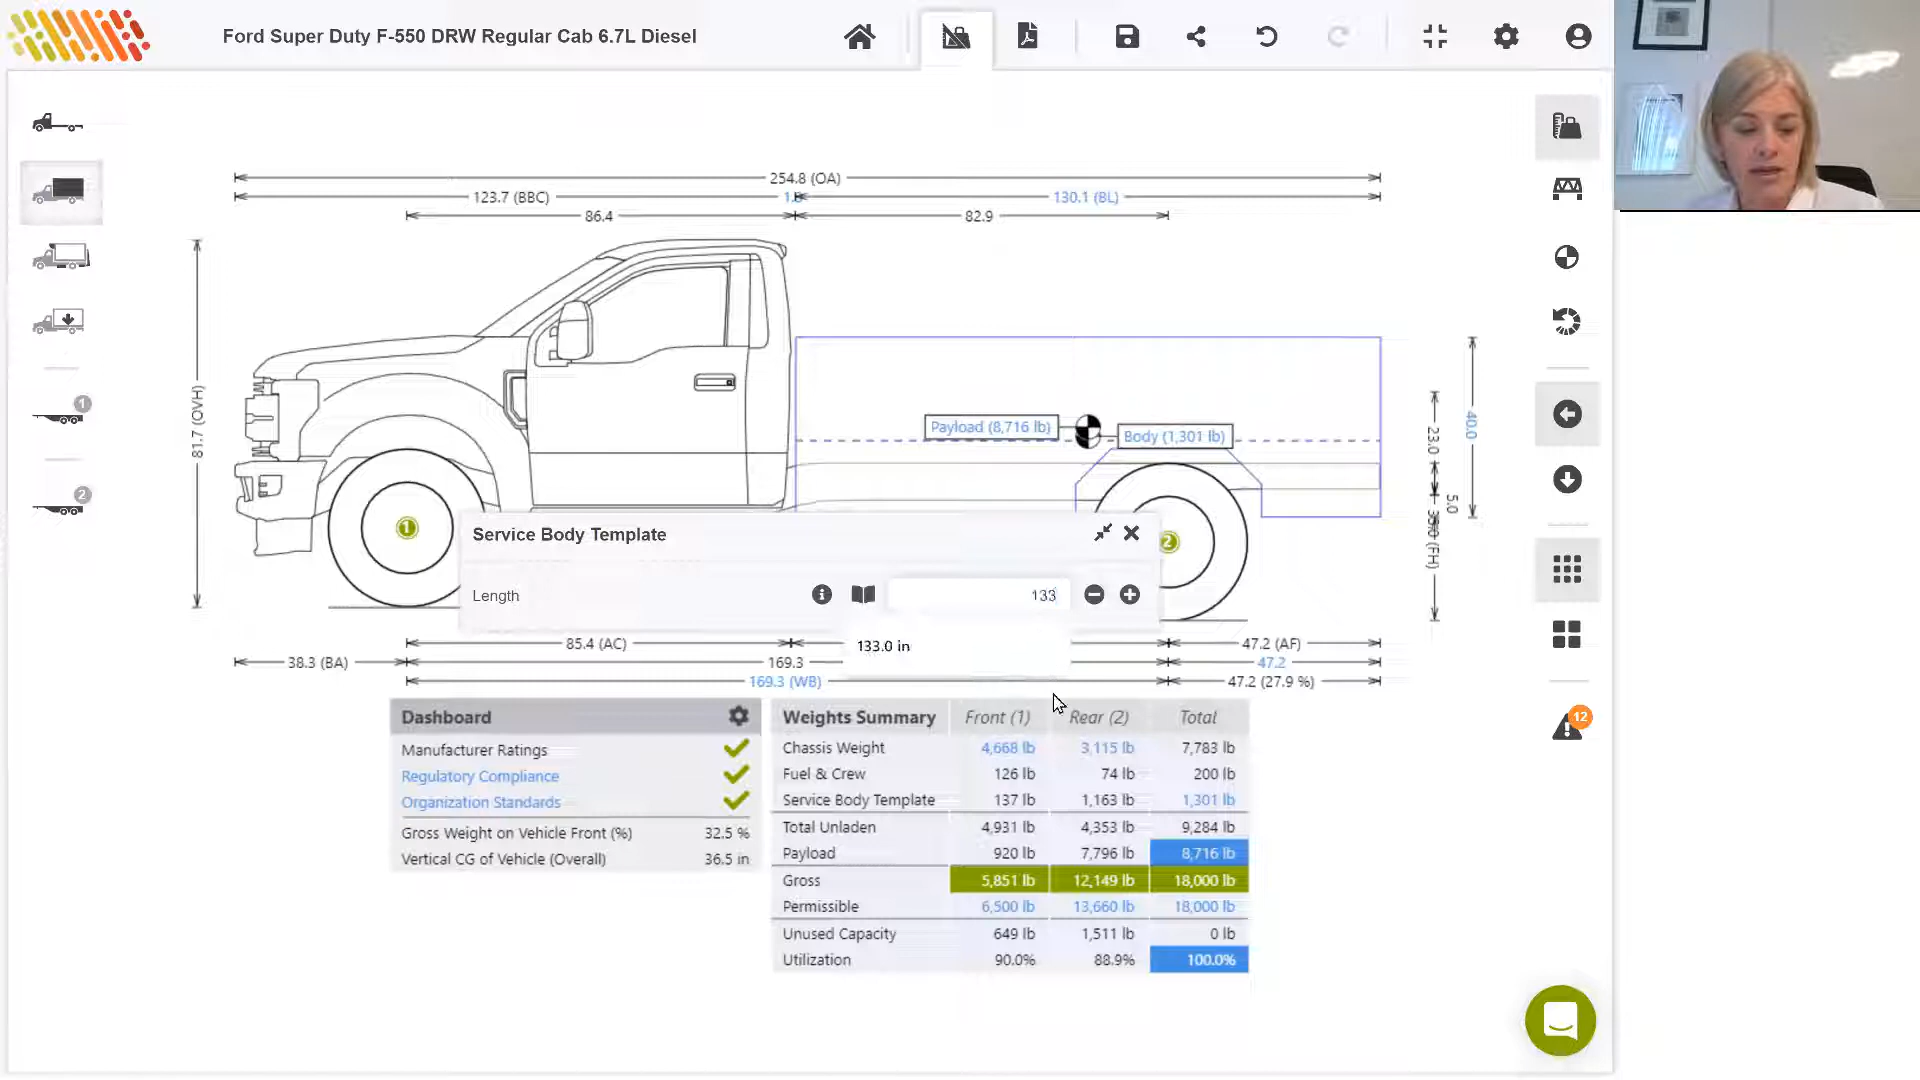 Ford Super Duty F-550 DRW Regular Cab 6.7L Diesel
254.8 (OA)
123.7 (BBC)
130.1 (BL)
86.4
82.9
81.7 (OVH)
Payload (8,716 lb)
Body (1,301 lb)
23.0
40.0
5.0
(FH)
1
2
1
2
Service Body Template
Length
133
133.0 in
85.4 (AC)
47.2 (AF)
38.3 (BA)
169.3
47.2
169.3 (WB)
47.2 (27.9 %)
12
Dashboard
Manufacturer Ratings
Regulatory Compliance
Organization Standards
Gross Weight on Vehicle Front (%) 32.5 %
Vertical CG of Vehicle (Overall) 36.5 in
Weights Summary Front (1) Rear (2) Total
Chassis Weight 4,668 lb 3,115 lb 7,783 lb
Fuel & Crew 126 lb 74 lb 200 lb
Service Body Template 137 lb 1,163 lb 1,301 lb
Total Unladen 4,931 lb 4,353 lb 9,284 lb
Payload 920 lb 7,796 lb 8,716 lb
Gross 5,851 lb 12,149 lb 18,000 lb
Permissible 6,500 lb 13,660 lb 18,000 lb
Unused Capacity 649 lb 1,511 lb 0 lb
Utilization 90.0% 88.9% 100.0%